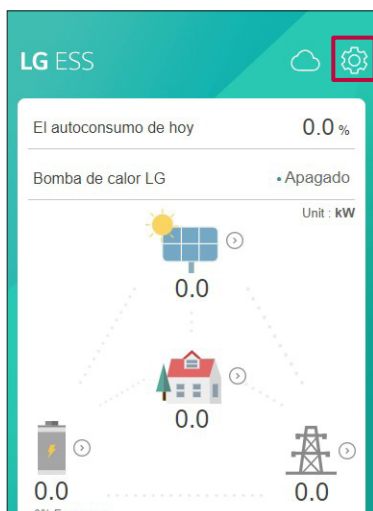 LG ESS
El autoconsumo de hoy 0.0 %
Bomba de calor LG • Apagado
Unit : kW
0.0
0.0
0.0
0.0